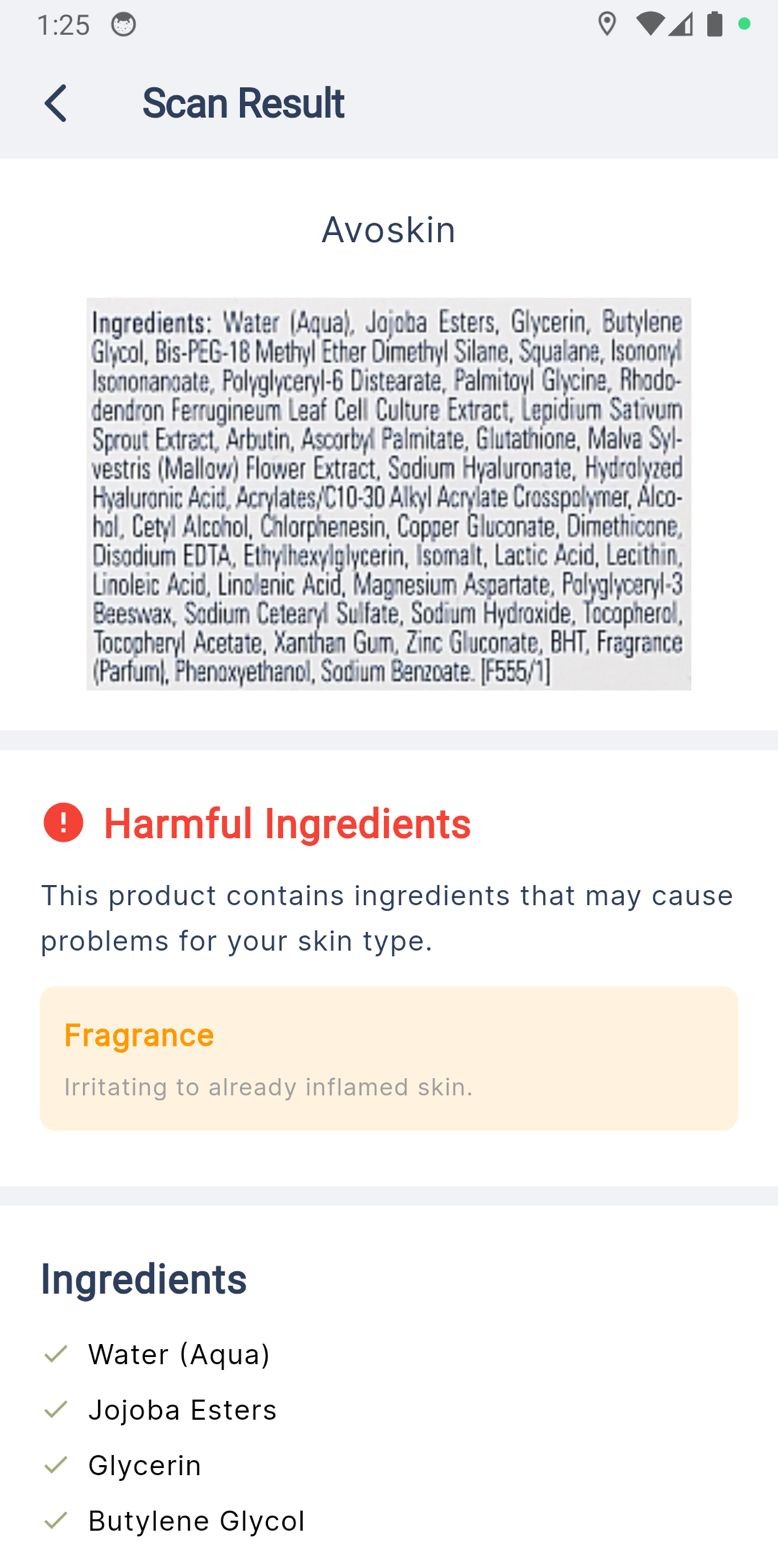 1:25
Scan Result
Avoskin
Ingredients: Water (Aqua), Jojoba Esters, Glycerin, Butylene
Glycol, Bis-PEG-18 Methyl Ether Dimethyl Silane, Squalane, Isononyl
Isononanoate, Polyglyceryl-6 Distearate, Palmitoyl Glycine, Rhodo-
dendron Ferrugineum Leaf Cell Culture Extract, Lepidium Sativum
Sprout Extract, Arbutin, Ascorbyl Palmitate, Glutathione, Malva Syl-
vestris (Mallow) Flower Extract, Sodium Hyaluronate, Hydrolyzed
Hyaluronic Acid, Acrylates/C10-30 Alkyl Acrylate Crosspolymer, Alco-
hol, Cetyl Alcohol, Chlorphenesin, Copper Gluconate, Dimethicone,
Disodium EDTA, Ethylhexylglycerin, Isomalt, Lactic Acid, Lecithin,
Linoleic Acid, Linolenic Acid, Magnesium Aspartate, Polyglyceryl-3
Beeswax, Sodium Cetearyl Sulfate, Sodium Hydroxide, Tocopherol,
Tocopheryl Acetate, Xanthan Gum, Zinc Gluconate, BHT, Fragrance
(Parfum), Phenoxyethanol, Sodium Benzoate. [F555/1]
Harmful Ingredients
This product contains ingredients that may cause
problems for your skin type.
Fragrance
Irritating to already inflamed skin.
Ingredients
Water (Aqua)
Jojoba Esters
Glycerin
Butylene Glycol